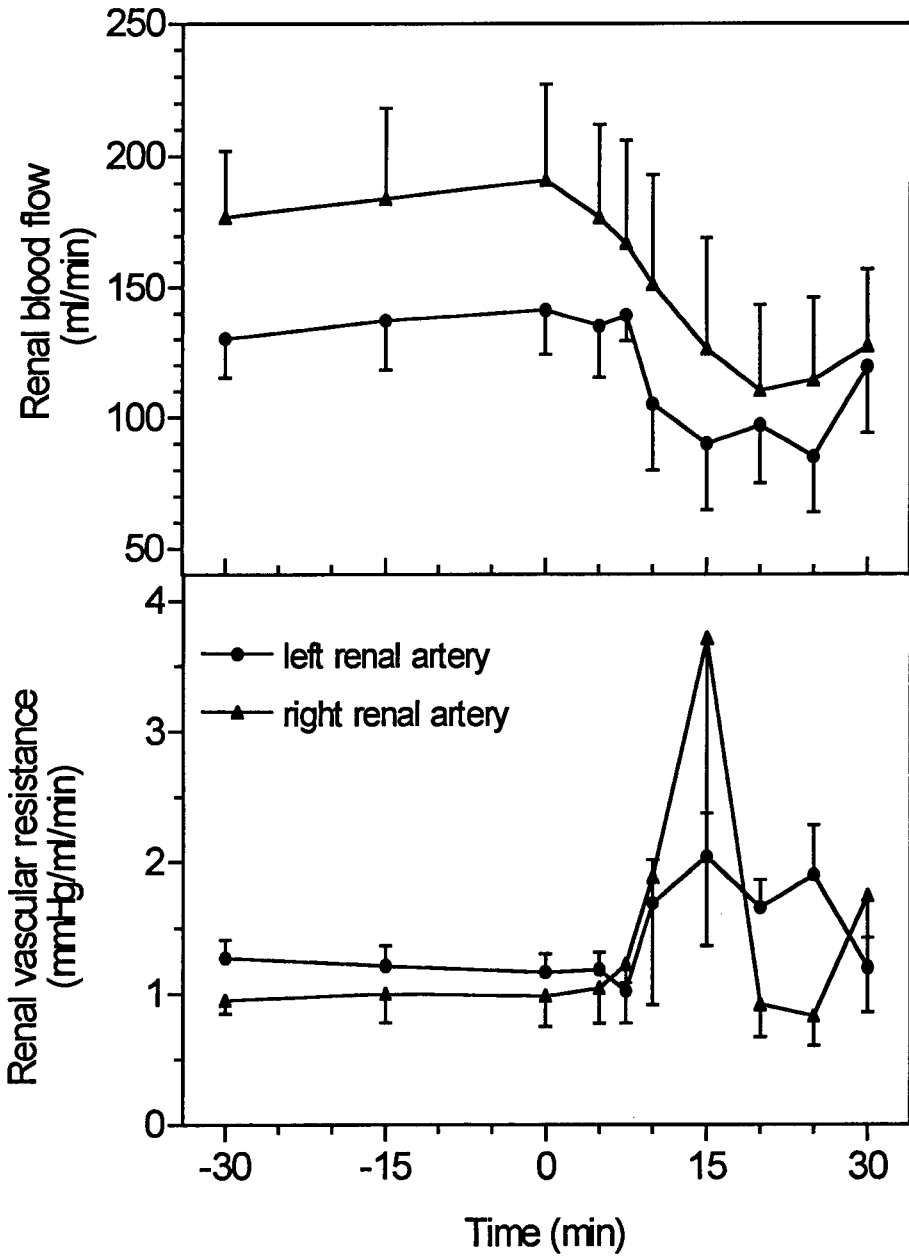 250
200
150
100
50
Renal blood flow
(ml/min)
4
3
2
1
0
Renal vascular resistance
(mmHg/ml/min)
left renal artery
right renal artery
-30
-15
0
15
30
Time (min)